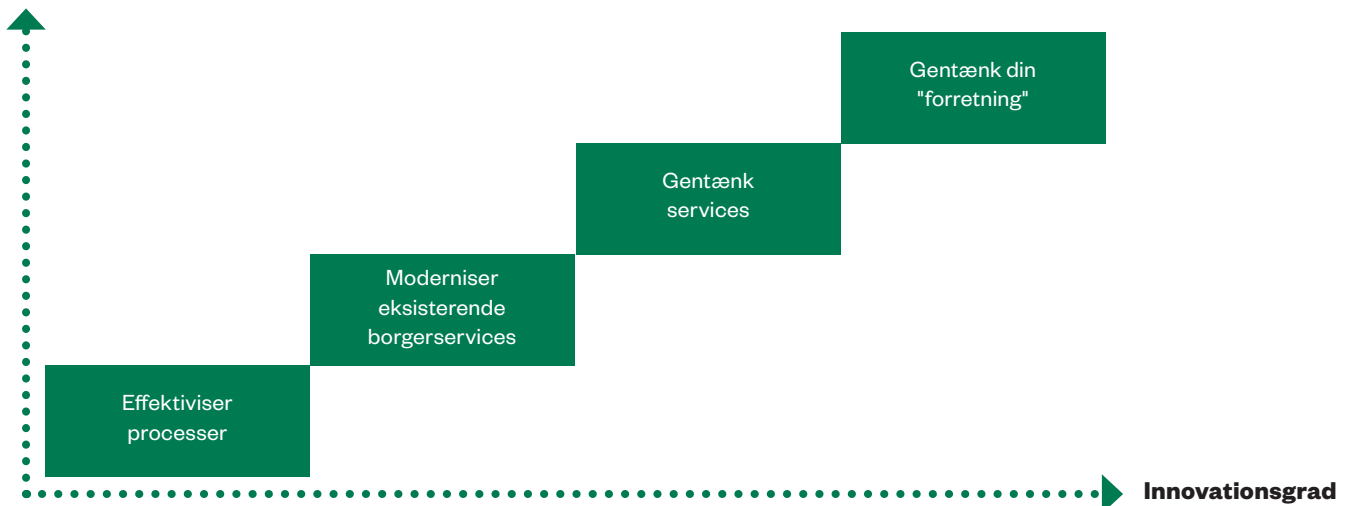 Gentænk din
"forretning"
Gentænk
services
Moderniser
eksisterende
borgerservices
Effektiviser
processer
Innovationsgrad